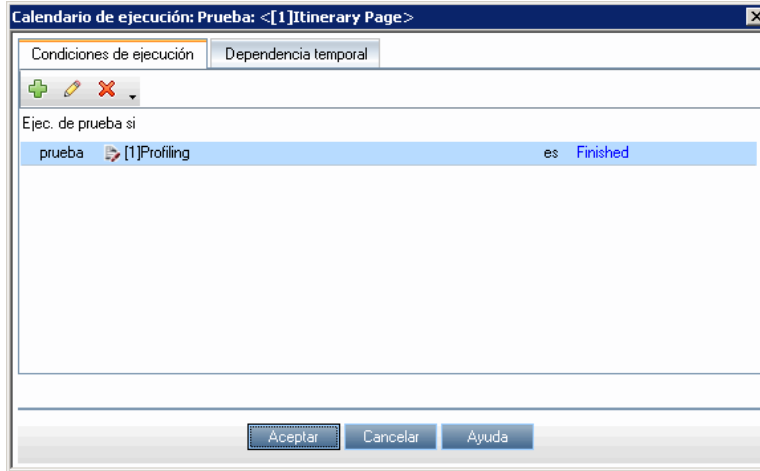 Calendario de ejecución: Prueba: <[1]Itinerary Page>
Condiciones de ejecución Dependencia temporal
Ejec. de prueba si
prueba [1]Profiling es Finished
Aceptar Cancelar Ayuda